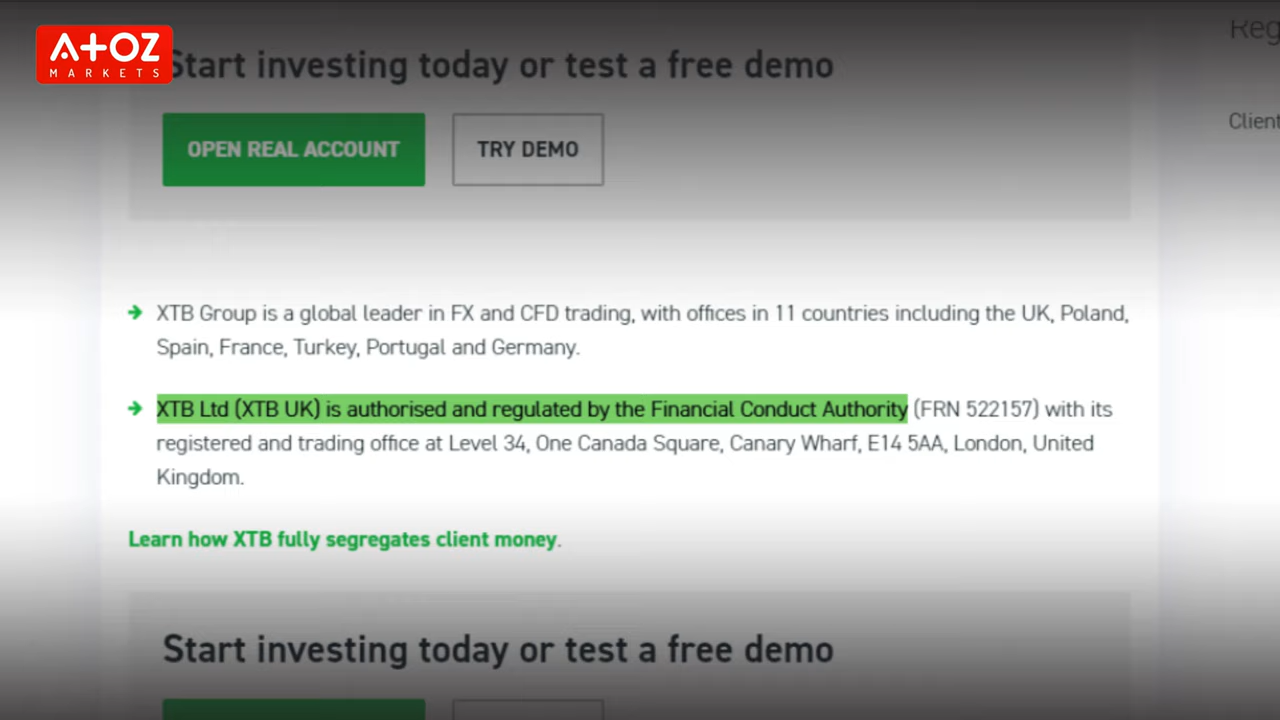 A+OZ
MARKETS
Reg
Start investing today or test a free demo
Client
OPEN REAL ACCOUNT
TRY DEMO
XTB Group is a global leader in FX and CFD trading, with offices in 11 countries including the UK, Poland,
Spain, France, Turkey, Portugal and Germany.
XTB Ltd (XTB UK) is authorised and regulated by the Financial Conduct Authority (FRN 522157) with its
registered and trading office at Level 34, One Canada Square, Canary Wharf, E14 5AA, London, United
Kingdom.
Learn how XTB fully segregates client money.
Start investing today or test a free demo